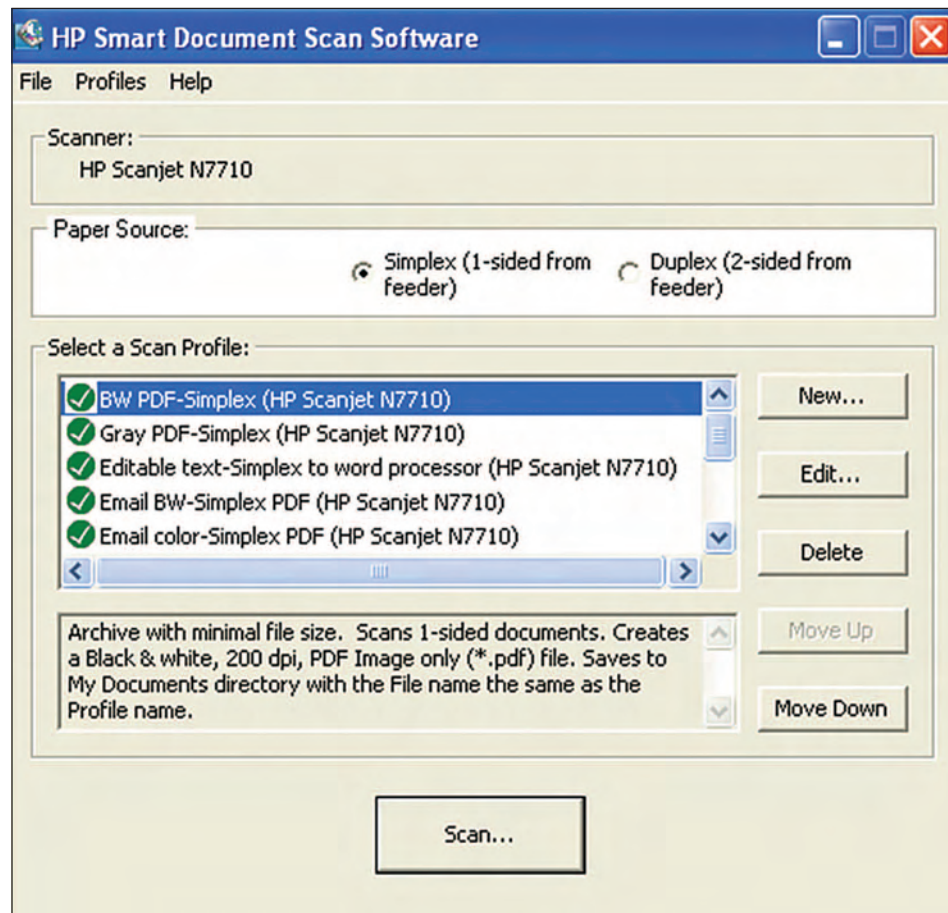 HP Smart Document Scan Software
File Profiles Help
Scanner:
HP Scanjet N7710
Paper Source:
Simplex (1-sided from
feeder)
Duplex (2-sided from
feeder)
Select a Scan Profile:
BW PDF-Simplex (HP Scanjet N7710)
Gray PDF-Simplex (HP Scanjet N7710)
Editable text-Simplex to word processor (HP Scanjet N7710)
Email BW-Simplex PDF (HP Scanjet N7710)
Email color-Simplex PDF (HP Scanjet N7710)
New...
Edit...
Delete
Move Up
Move Down
Archive with minimal file size.  Scans 1-sided documents. Creates
a Black & white, 200 dpi, PDF Image only (*.pdf) file. Saves to
My Documents directory with the File name the same as the
Profile name.
Scan...